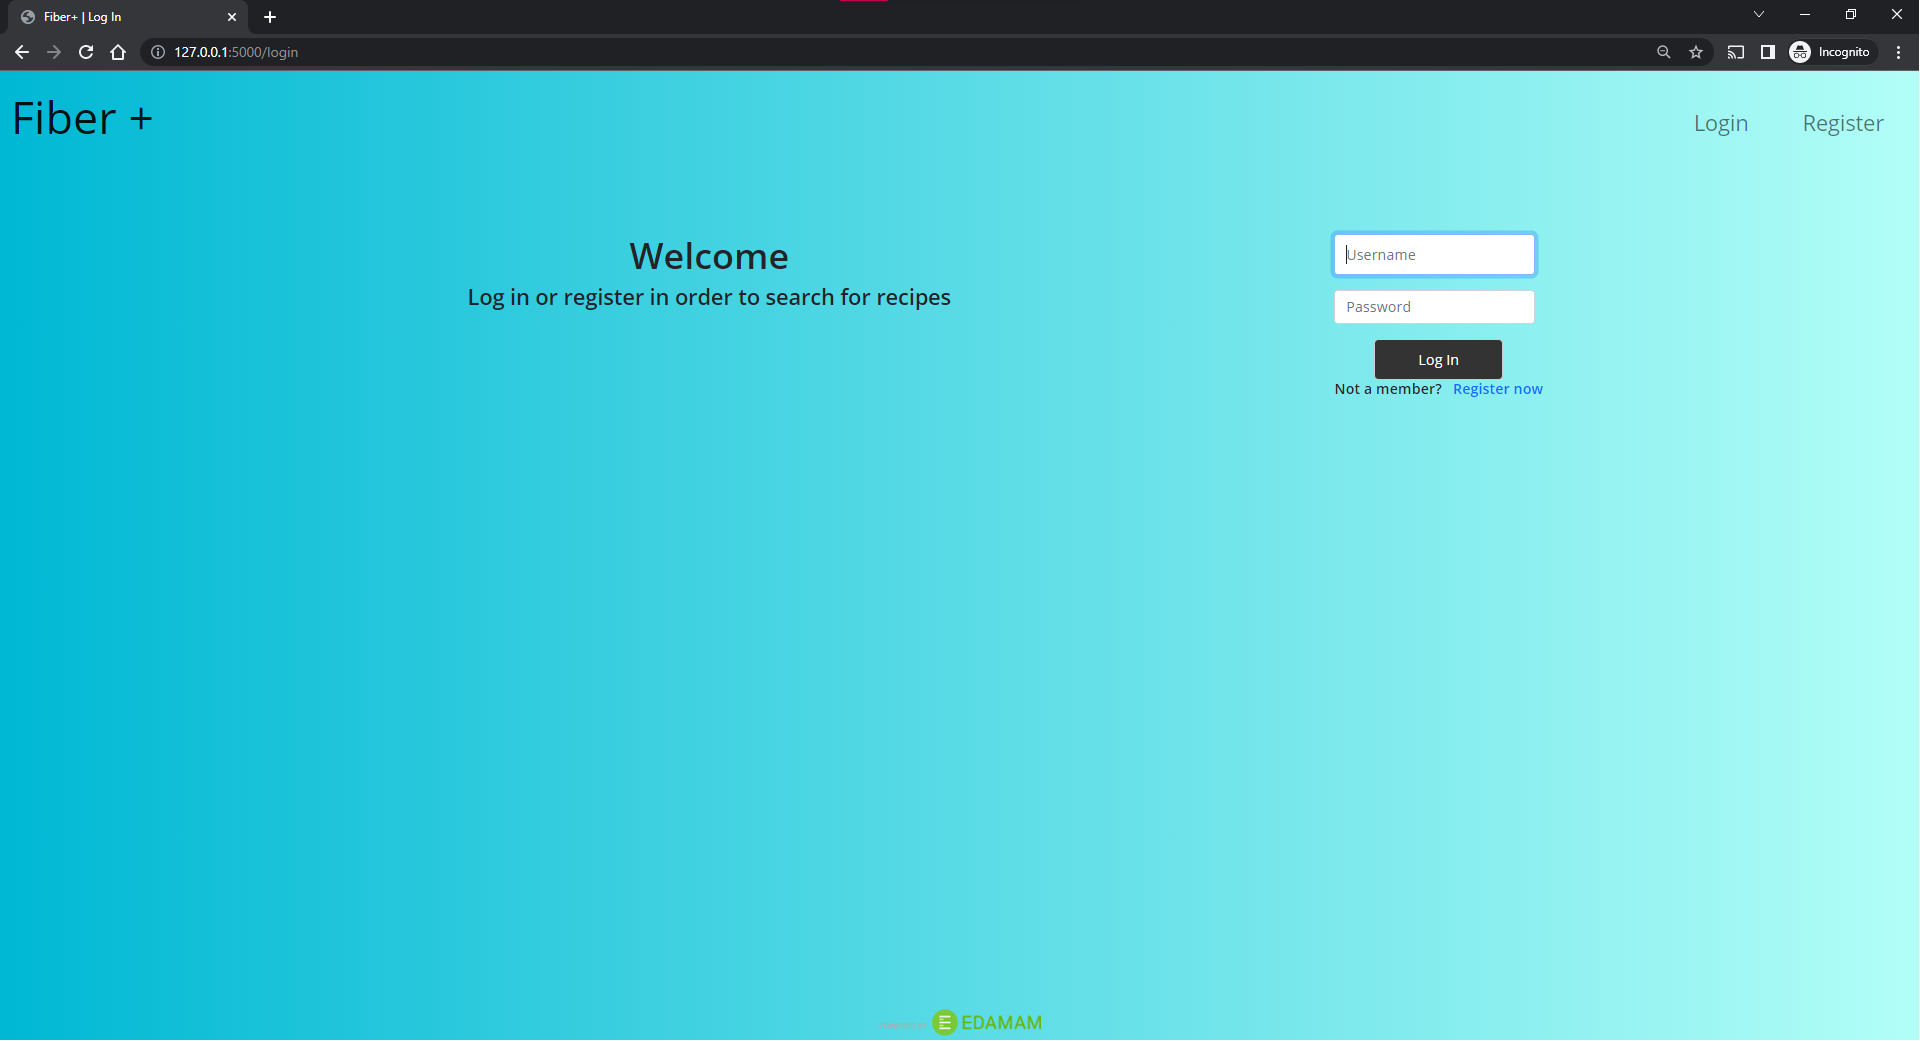 Fiber+ | Log In
127.0.0.1:5000/login
Incognito
Fiber +
Login
Register
Welcome
Log in or register in order to search for recipes
Username
Password
Log In
Not a member? Register now
EDAMAM